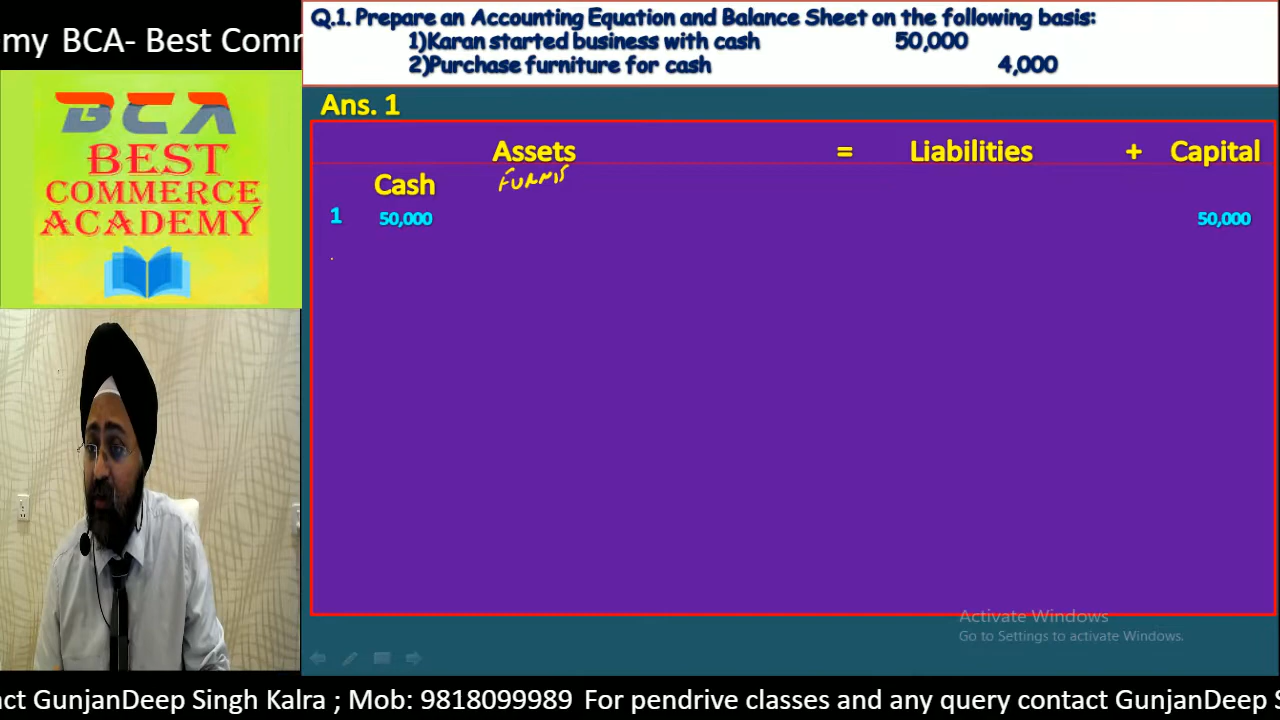 my BCA- Best Comm
BCA
BEST
COMMERCE
ACADEMY
Q.1. Prepare an Accounting Equation and Balance Sheet on the following basis:
1)Karan started business with cash 50,000
2)Purchase furniture for cash 4,000
Ans. 1
Assets = Liabilities + Capital
Cash FURNIS
1 50,000 50,000
Activate Windows
Go to Settings to activate Windows.
ct GunjanDeep Singh Kalra ; Mob: 9818099989 For pendrive classes and any query contact GunjanDeep S